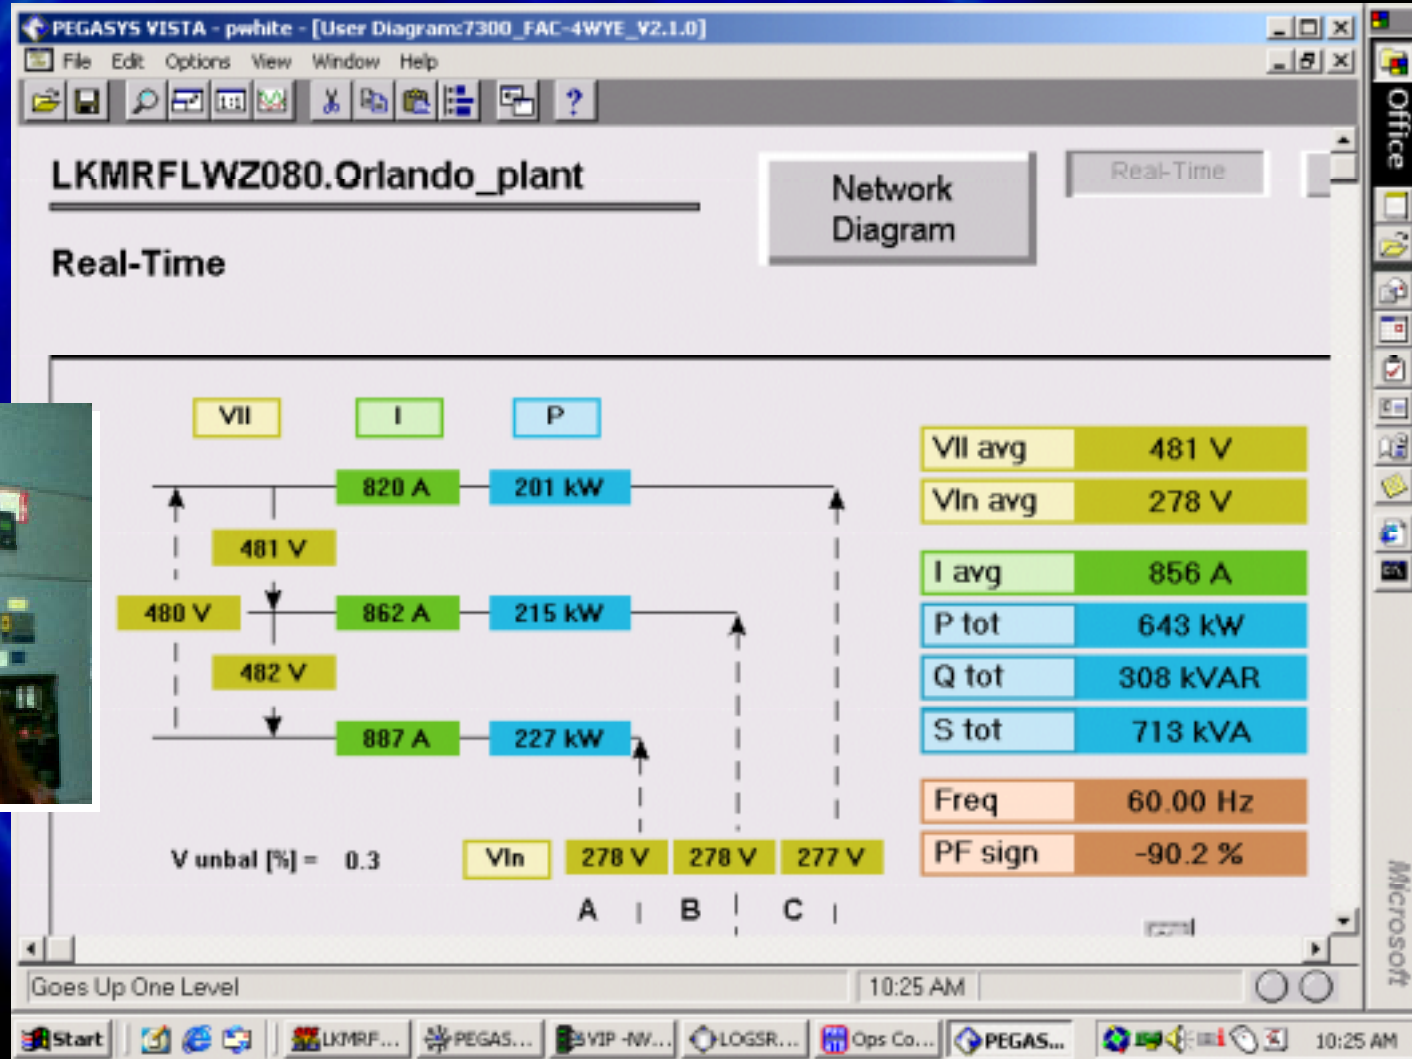 PEGASYS VISTA - pwhite - [User Diagram:7300_FAC-4WYE_V2.1.0]
File Edit Options View Window Help
1:1 ?
Office
LKMRFLWZ080.Orlando_plant
Network
Diagram
Real-Time
Real-Time
Vll I P
820 A 201 kW
481 V
480 V 862 A 215 kW
482 V
887 A 227 kW
Vll avg 481 V
Vln avg 278 V
I avg 856 A
P tot 643 kW
Q tot 308 kVAR
S tot 713 kVA
Freq 60.00 Hz
PF sign -90.2 %
V unbal [%] = 0.3 Vln 278 V 278 V 277 V
A B C
Microsoft
Goes Up One Level 10:25 AM
Start LKMRF... PEGAS... VIP -NV... LOGSR... Ops Co... PEGAS... 10:25 AM